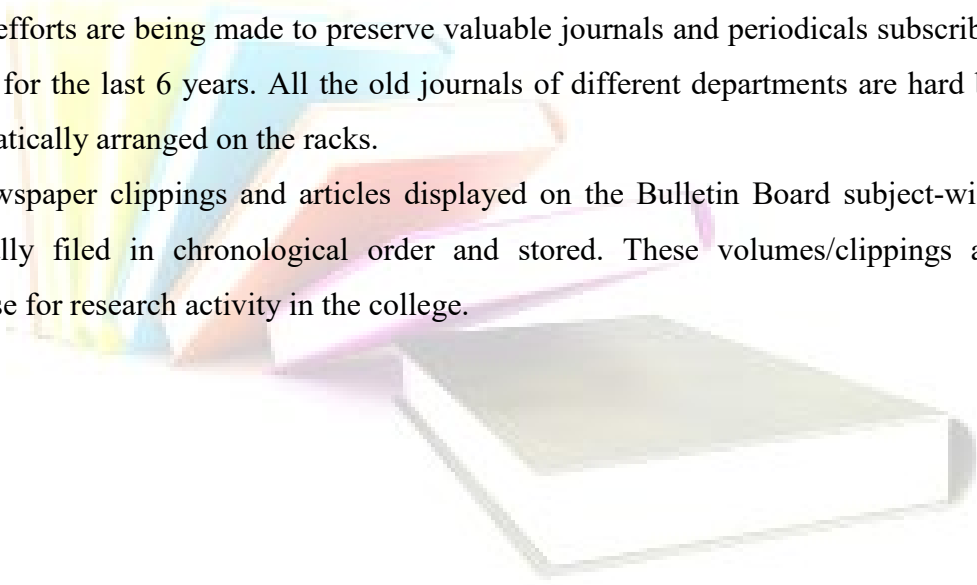 efforts are being made to preserve valuable journals and periodicals subscrib
for the last 6 years. All the old journals of different departments are hard
atically arranged on the racks.
wspaper clippings and articles displayed on the Bulletin Board subject-wi
lly filed in chronological order and stored. These volumes/clippings a
se for research activity in the college.